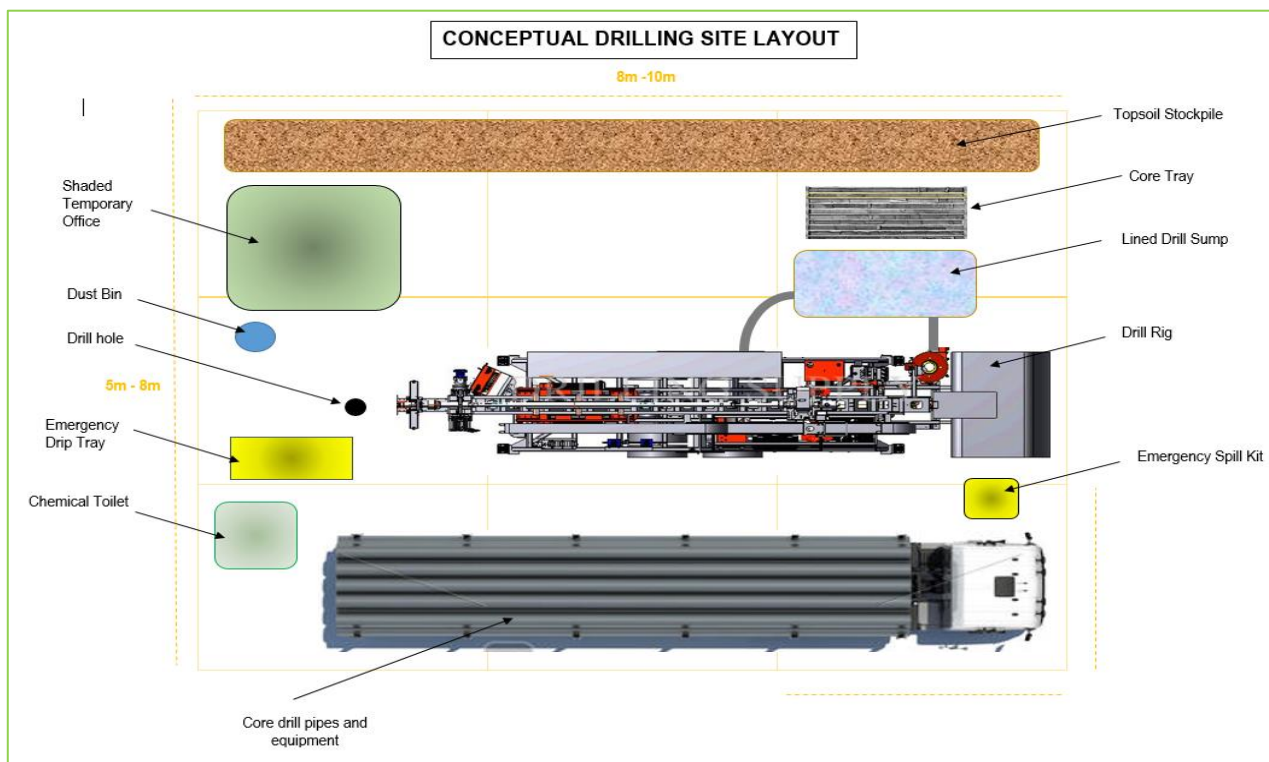 CONCEPTUAL DRILLING SITE LAYOUT
8m -10m
Topsoil Stockpile
Core Tray
Shaded
Temporary
Office
Lined Drill Sump
Dust Bin
Drill hole
Drill Rig
5m - 8m
Emergency
Drip Tray
Emergency Spill Kit
Chemical Toilet
Core drill pipes and
equipment